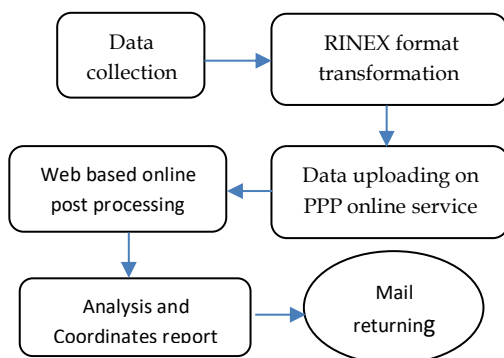 Data
collection
RINEX format
transformation
Data uploading on
PPP online service
Web based online
post processing
Analysis and
Coordinates report
Mail
returning